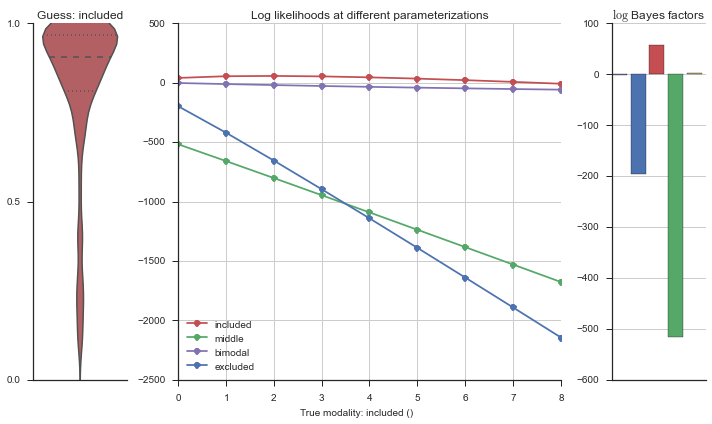 Guess: included
1.0
0.5
0.0
Log likelihoods at different parameterizations
500
0
−500
−1000
−1500
−2000
−2500
included
middle
bimodal
excluded
0 1 2 3 4 5 6 7 8
True modality: included ()
log Bayes factors
100
0
−100
−200
−300
−400
−500
−600